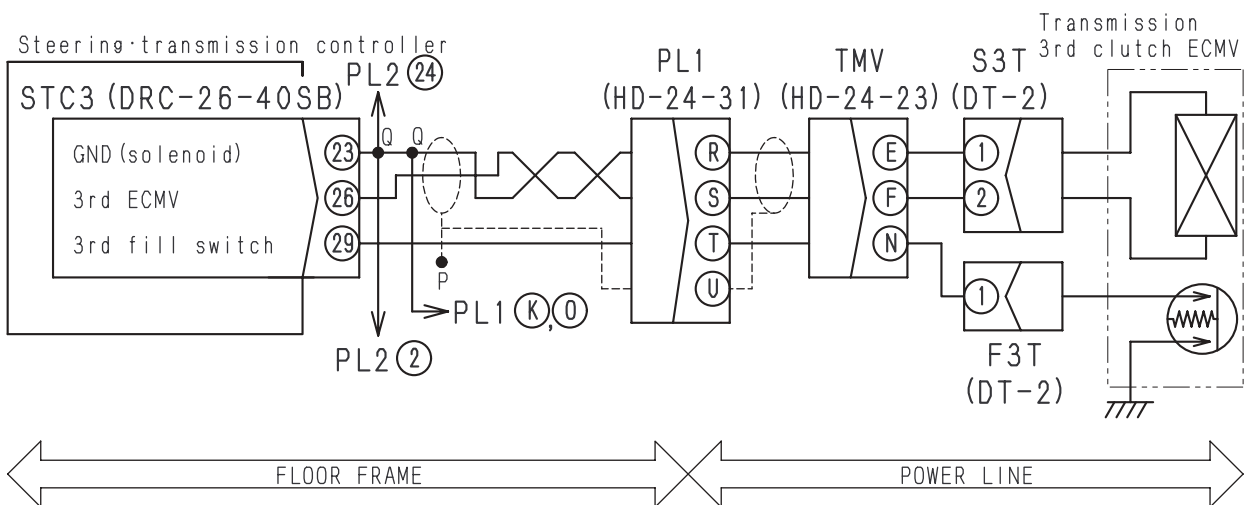 Steering·transmission controller
STC3 (DRC-26-40SB)
GND (solenoid)
3rd ECMV
3rd fill switch
23
26
29
PL2 24
Q Q
P
PL1 K, O
PL2 2
PL1
(HD-24-31)
R
S
T
U
TMV
(HD-24-23)
E
F
N
S3T
(DT-2)
1
2
1
F3T
(DT-2)
Transmission
3rd clutch ECMV
FLOOR FRAME
POWER LINE